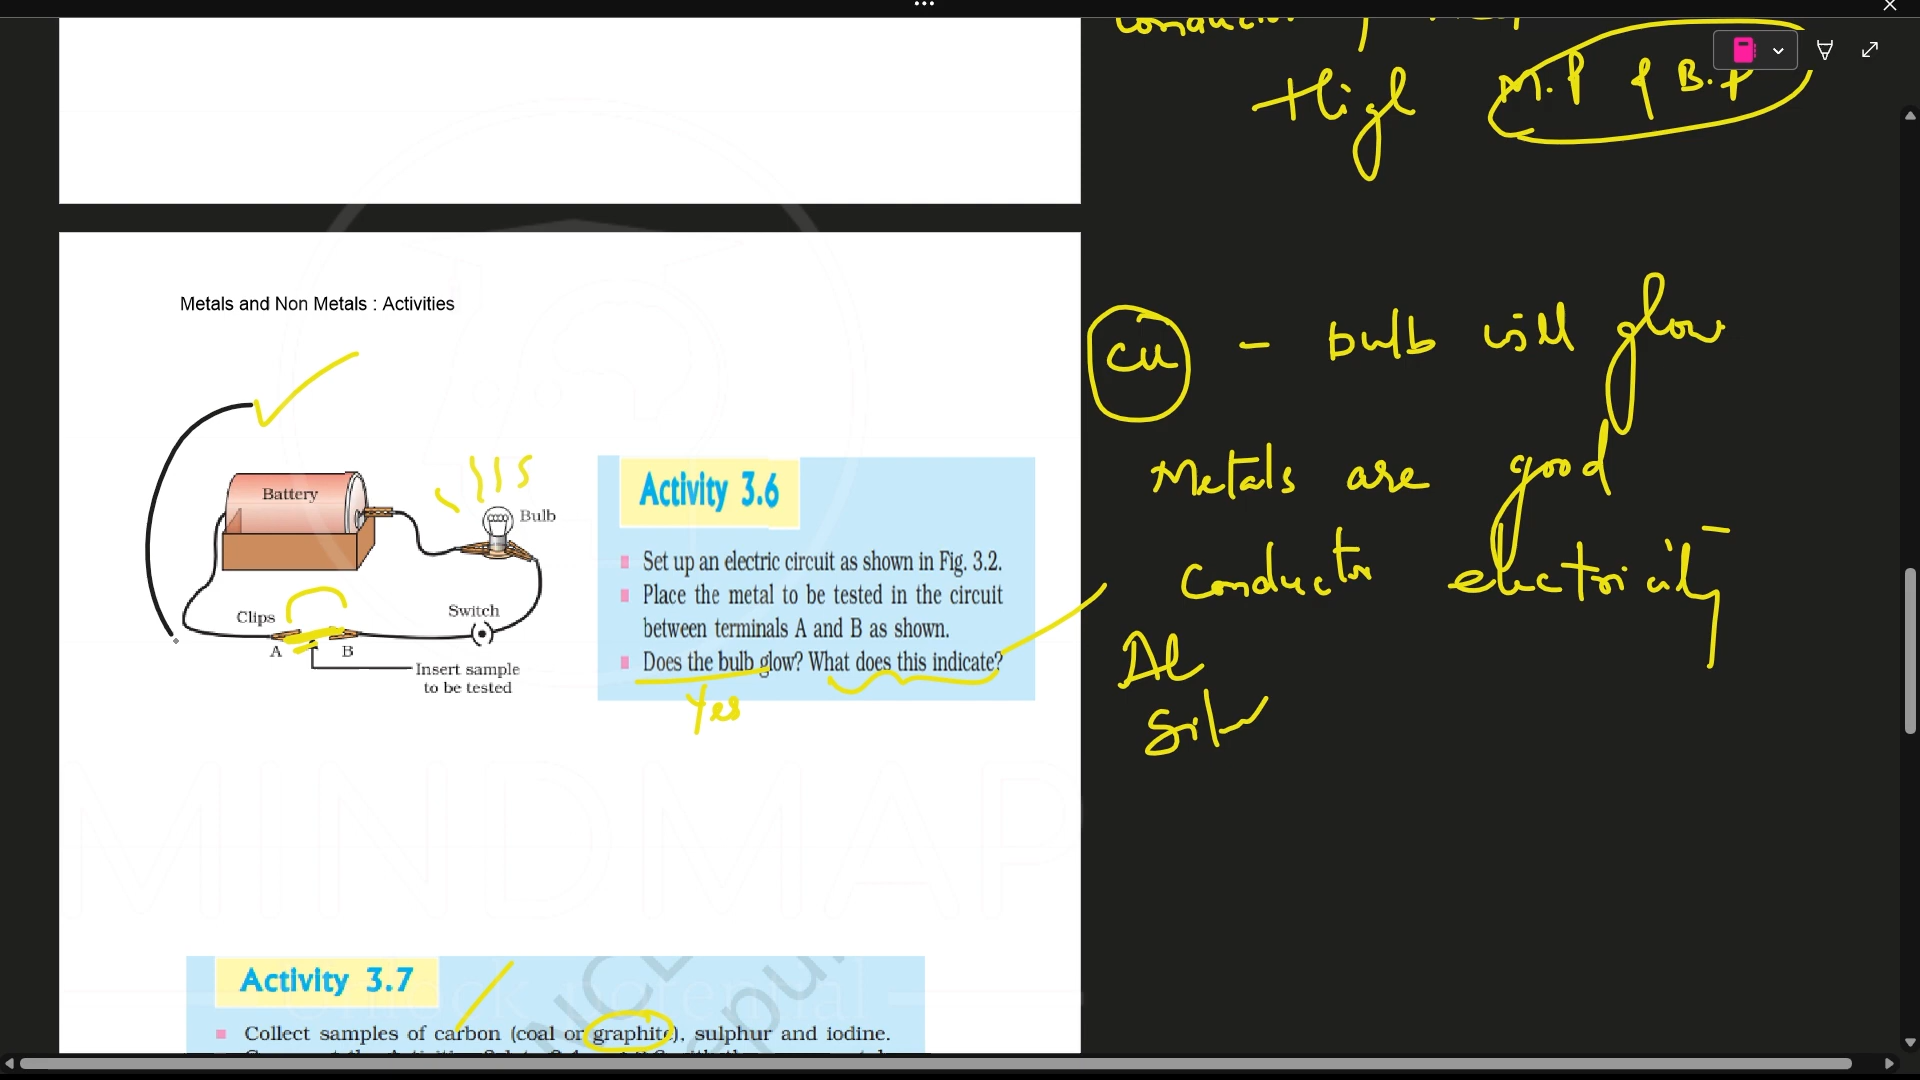 High M.P & B.P
Metals and Non Metals : Activities
Cu - bulb will glow
Metals are good
conductor electricity
Al
Battery
Bulb
Clips
Switch
A
B
Insert sample
to be tested
Activity 3.6
Set up an electric circuit as shown in Fig. 3.2.
Place the metal to be tested in the circuit
between terminals A and B as shown.
Does the bulb glow? What does this indicate?
Yes
MINDMAP
Activity 3.7
Collect samples of carbon (coal or graphite), sulphur and iodine.